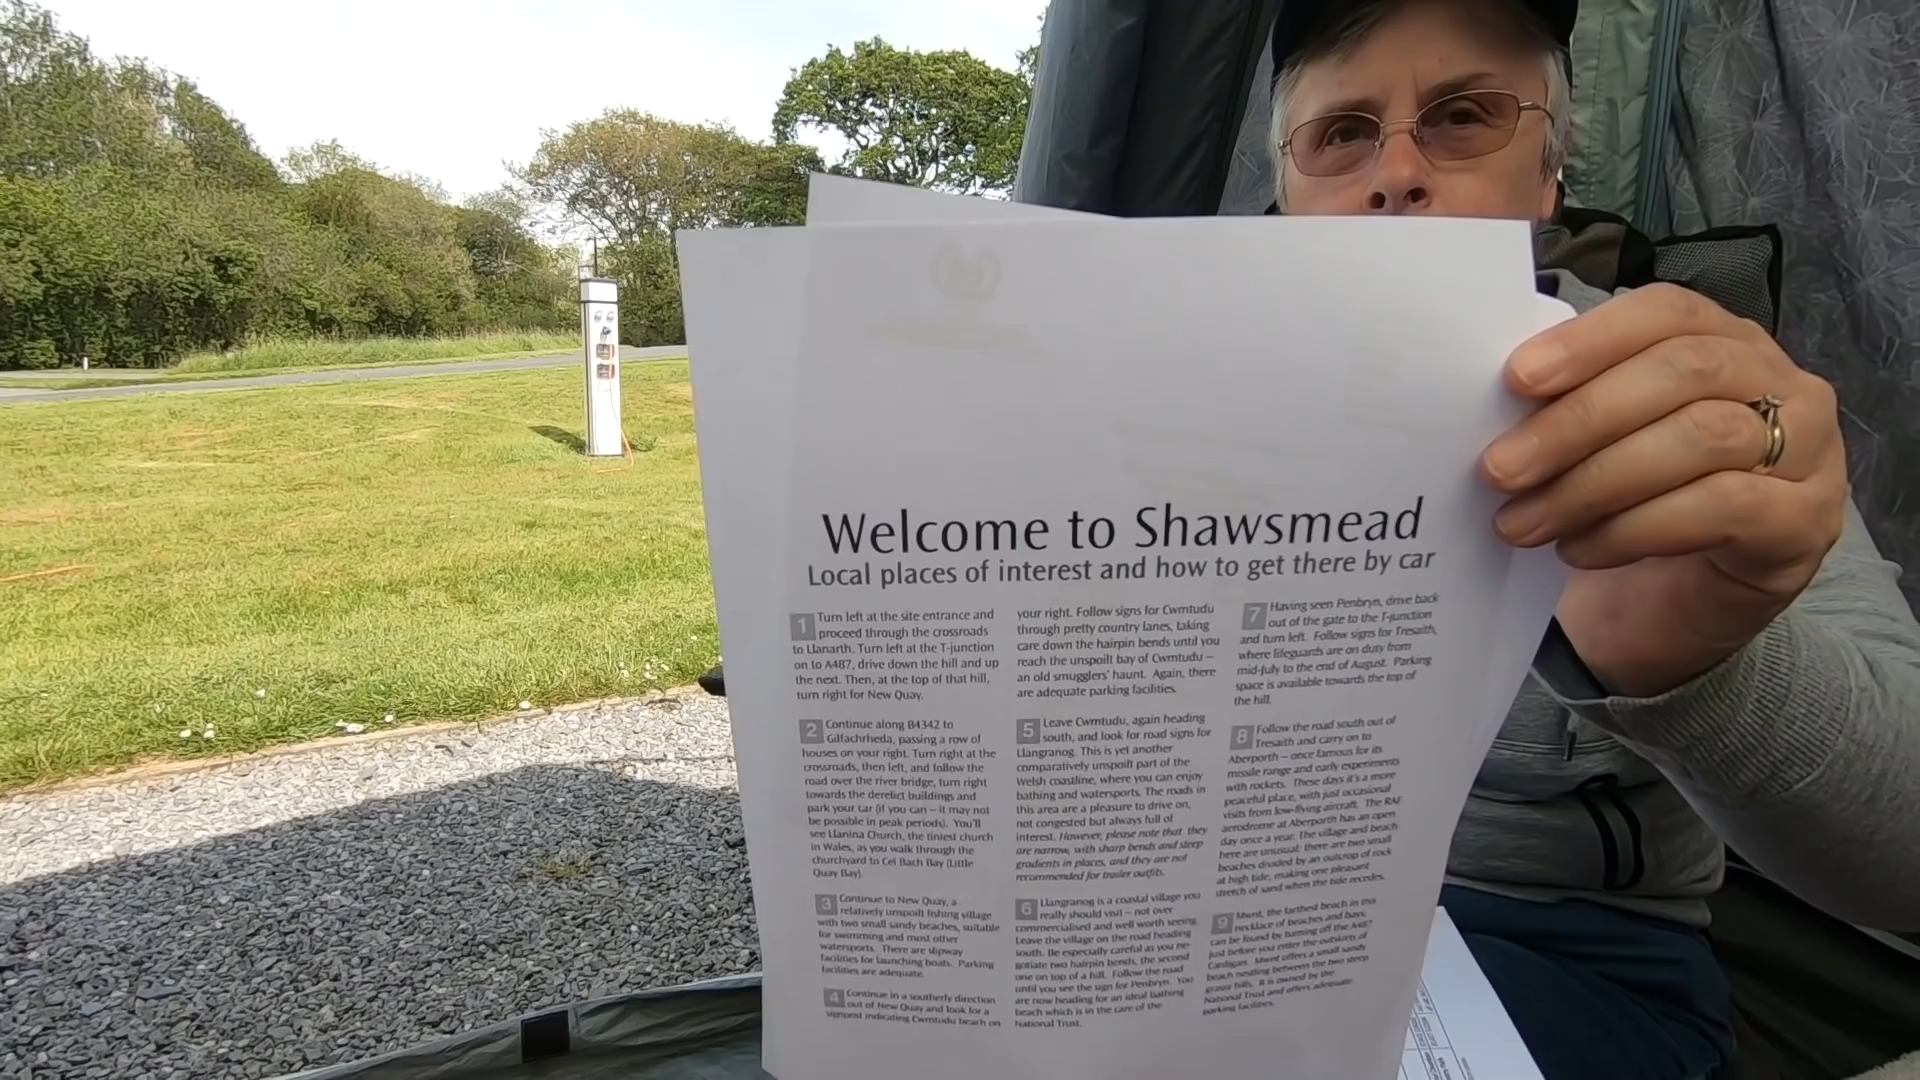 Welcome to Shawsmead
Local places of interest and how to get there by car
1 Turn left at the site entrance and
proceed through the crossroads
to Llanarth. Turn left at the T-junction
on to A487, drive down the hill and up
the next. Then, at the top of that hill,
turn right for New Quay.
2 Continue along B4342 to
Gilfachrheda, passing a row of
houses on your right. Turn right at the
crossroads, then left, and follow the
road over the river bridge, turn right
towards the derelict buildings and
park your car (if you can – it may not
be possible in peak periods). You'll
see Llanina Church, the tiniest church
in Wales, as you walk through the
churchyard to Cei Bach Bay (Little
Quay Bay).
3 Continue to New Quay, a
relatively unspoilt fishing village
with two small sandy beaches, suitable
for swimming and most other
watersports. There are slipway
facilities for launching boats. Parking
facilities are adequate.
4 Continue in a southerly direction
out of New Quay and look for a
signpost indicating Cwmtudu beach on
your right. Follow signs for Cwmtudu
through pretty country lanes, taking
care down the hairpin bends until you
reach the unspoilt bay of Cwmtudu –
an old smugglers' haunt. Again, there
are adequate parking facilities.
5 Leave Cwmtudu, again heading
south, and look for road signs for
Llangranog. This is yet another
comparatively unspoilt part of the
Welsh coastline, where you can enjoy
bathing and watersports. The roads in
this area are a pleasure to drive on,
not congested but always full of
interest. However, please note that they
are narrow, with sharp bends and steep
gradients in places, and they are not
recommended for trailer outfits.
6 Llangranog is a coastal village you
really should visit – not over
commercialised and well worth seeing.
Leave the village on the road heading
south. Be especially careful as you ne-
gotiate two hairpin bends, the second
one on top of a hill. Follow the road
until you see the sign for Penbryn. You
are now heading for an ideal bathing
beach which is in the care of the
National Trust.
7 Having seen Penbryn, drive back
out of the gate to the T-junction
and turn left. Follow signs for Tresaith,
where lifeguards are on duty from
mid-July to the end of August. Parking
space is available towards the top of
the hill.
8 Follow the road south out of
Tresaith and carry on to
Aberporth – once famous for its
missile range and early experiments
with rockets. These days it's a more
peaceful place, with just occasional
visits from low-flying aircraft. The RAF
aerodrome at Aberporth has an open
day once a year. The village and beach
here are unusual: there are two small
beaches divided by an outcrop of rock
at high tide, making one pleasant
stretch of sand when the tide recedes.
9 Mwnt, the farthest beach in this
necklace of beaches and bays,
can be found by turning off the A487
just before you enter the outskirts of
Cardigan. Mwnt offers a small sandy
beach nestling between the two steep
grassy hills. It is owned by the
National Trust and offers adequate
parking facilities.